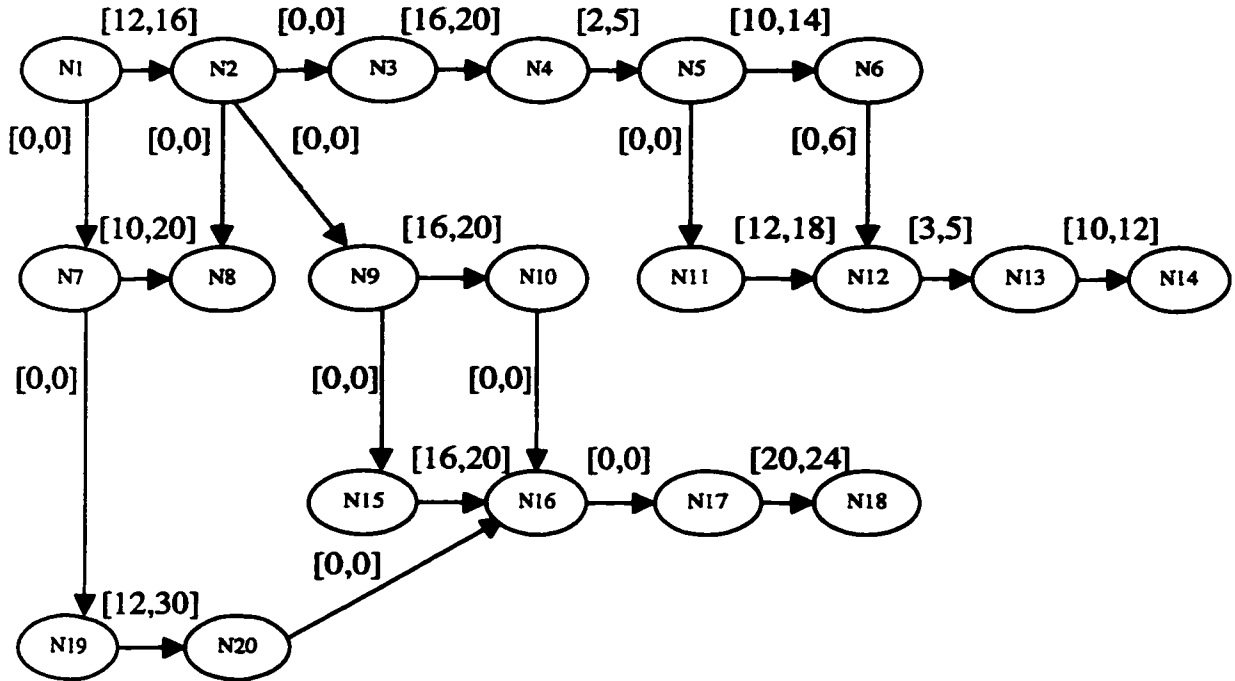 [12,16] [0,0] [16,20] [2,5] [10,14]
N1 N2 N3 N4 N5 N6
[0,0] [0,0] [0,0] [0,0] [0,6]
[10,20] [16,20] [12,18] [3,5] [10,12]
N7 N8 N9 N10 N11 N12 N13 N14
[0,0] [0,0] [0,0]
[16,20] [0,0] [20,24]
N15 N16 N17 N18
[0,0]
[12,30]
N19 N20